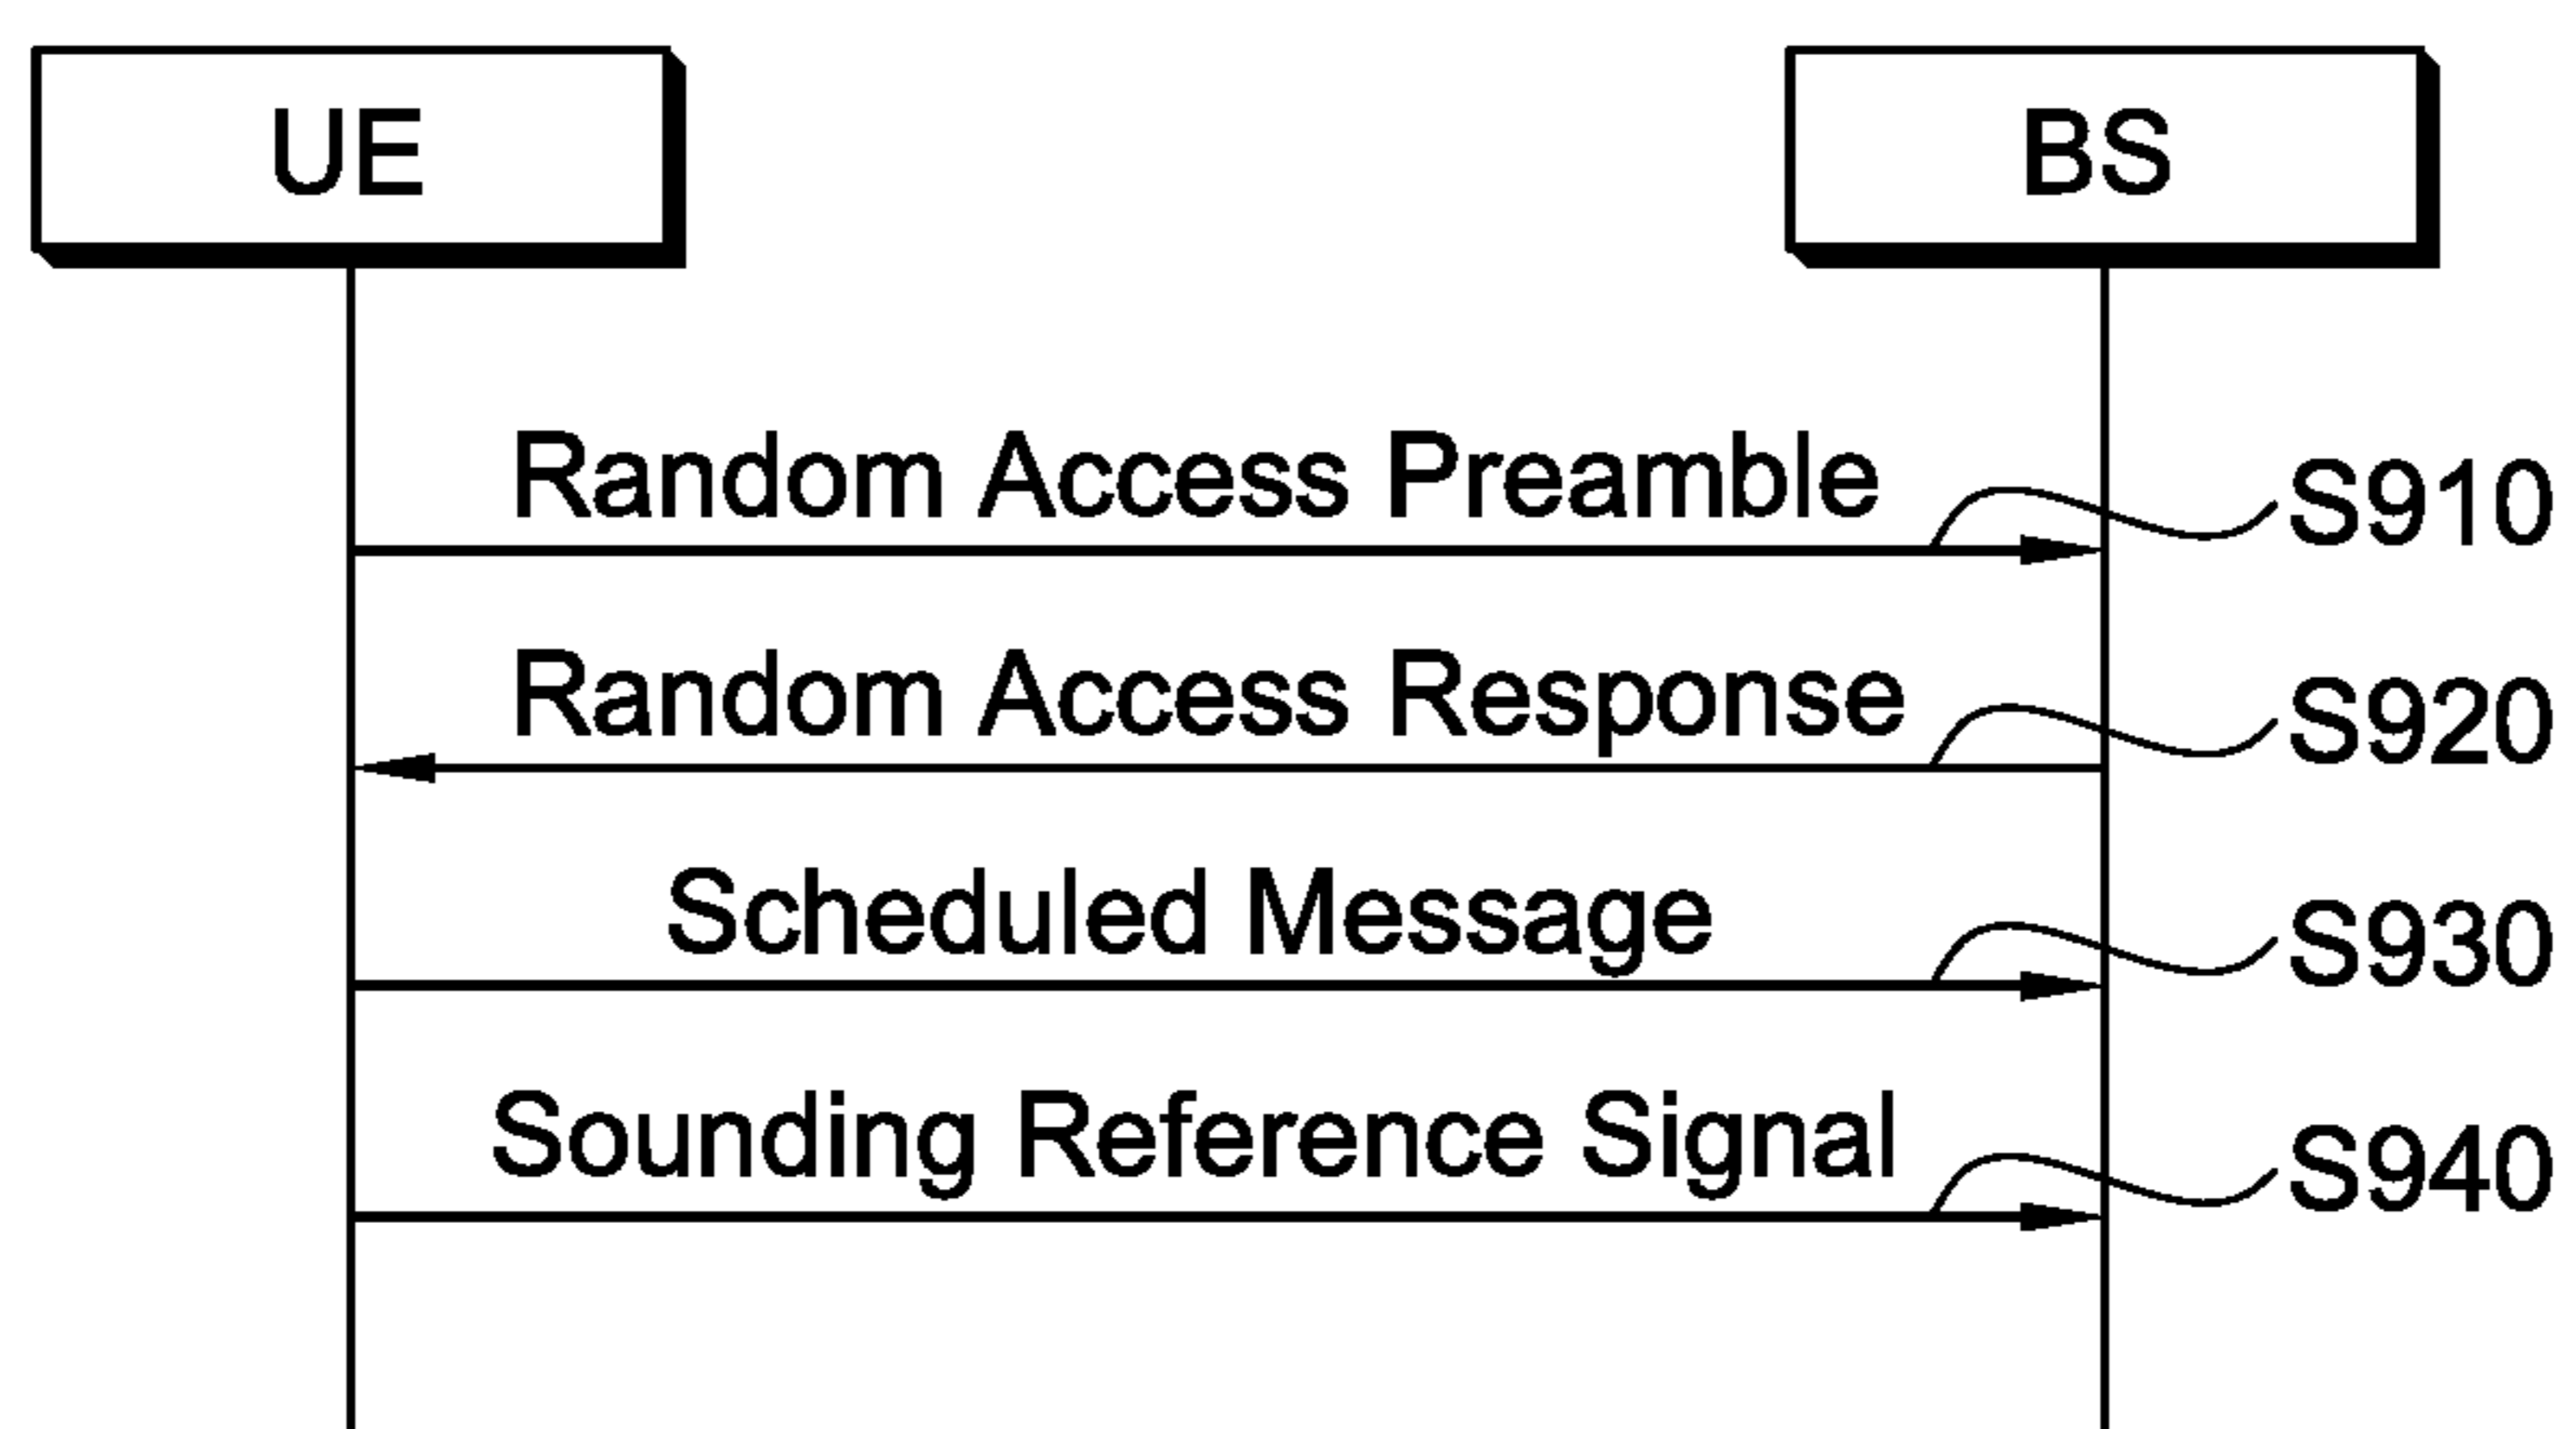 UE
BS
Random Access Preamble
S910
Random Access Response
S920
Scheduled Message
S930
Sounding Reference Signal
S940